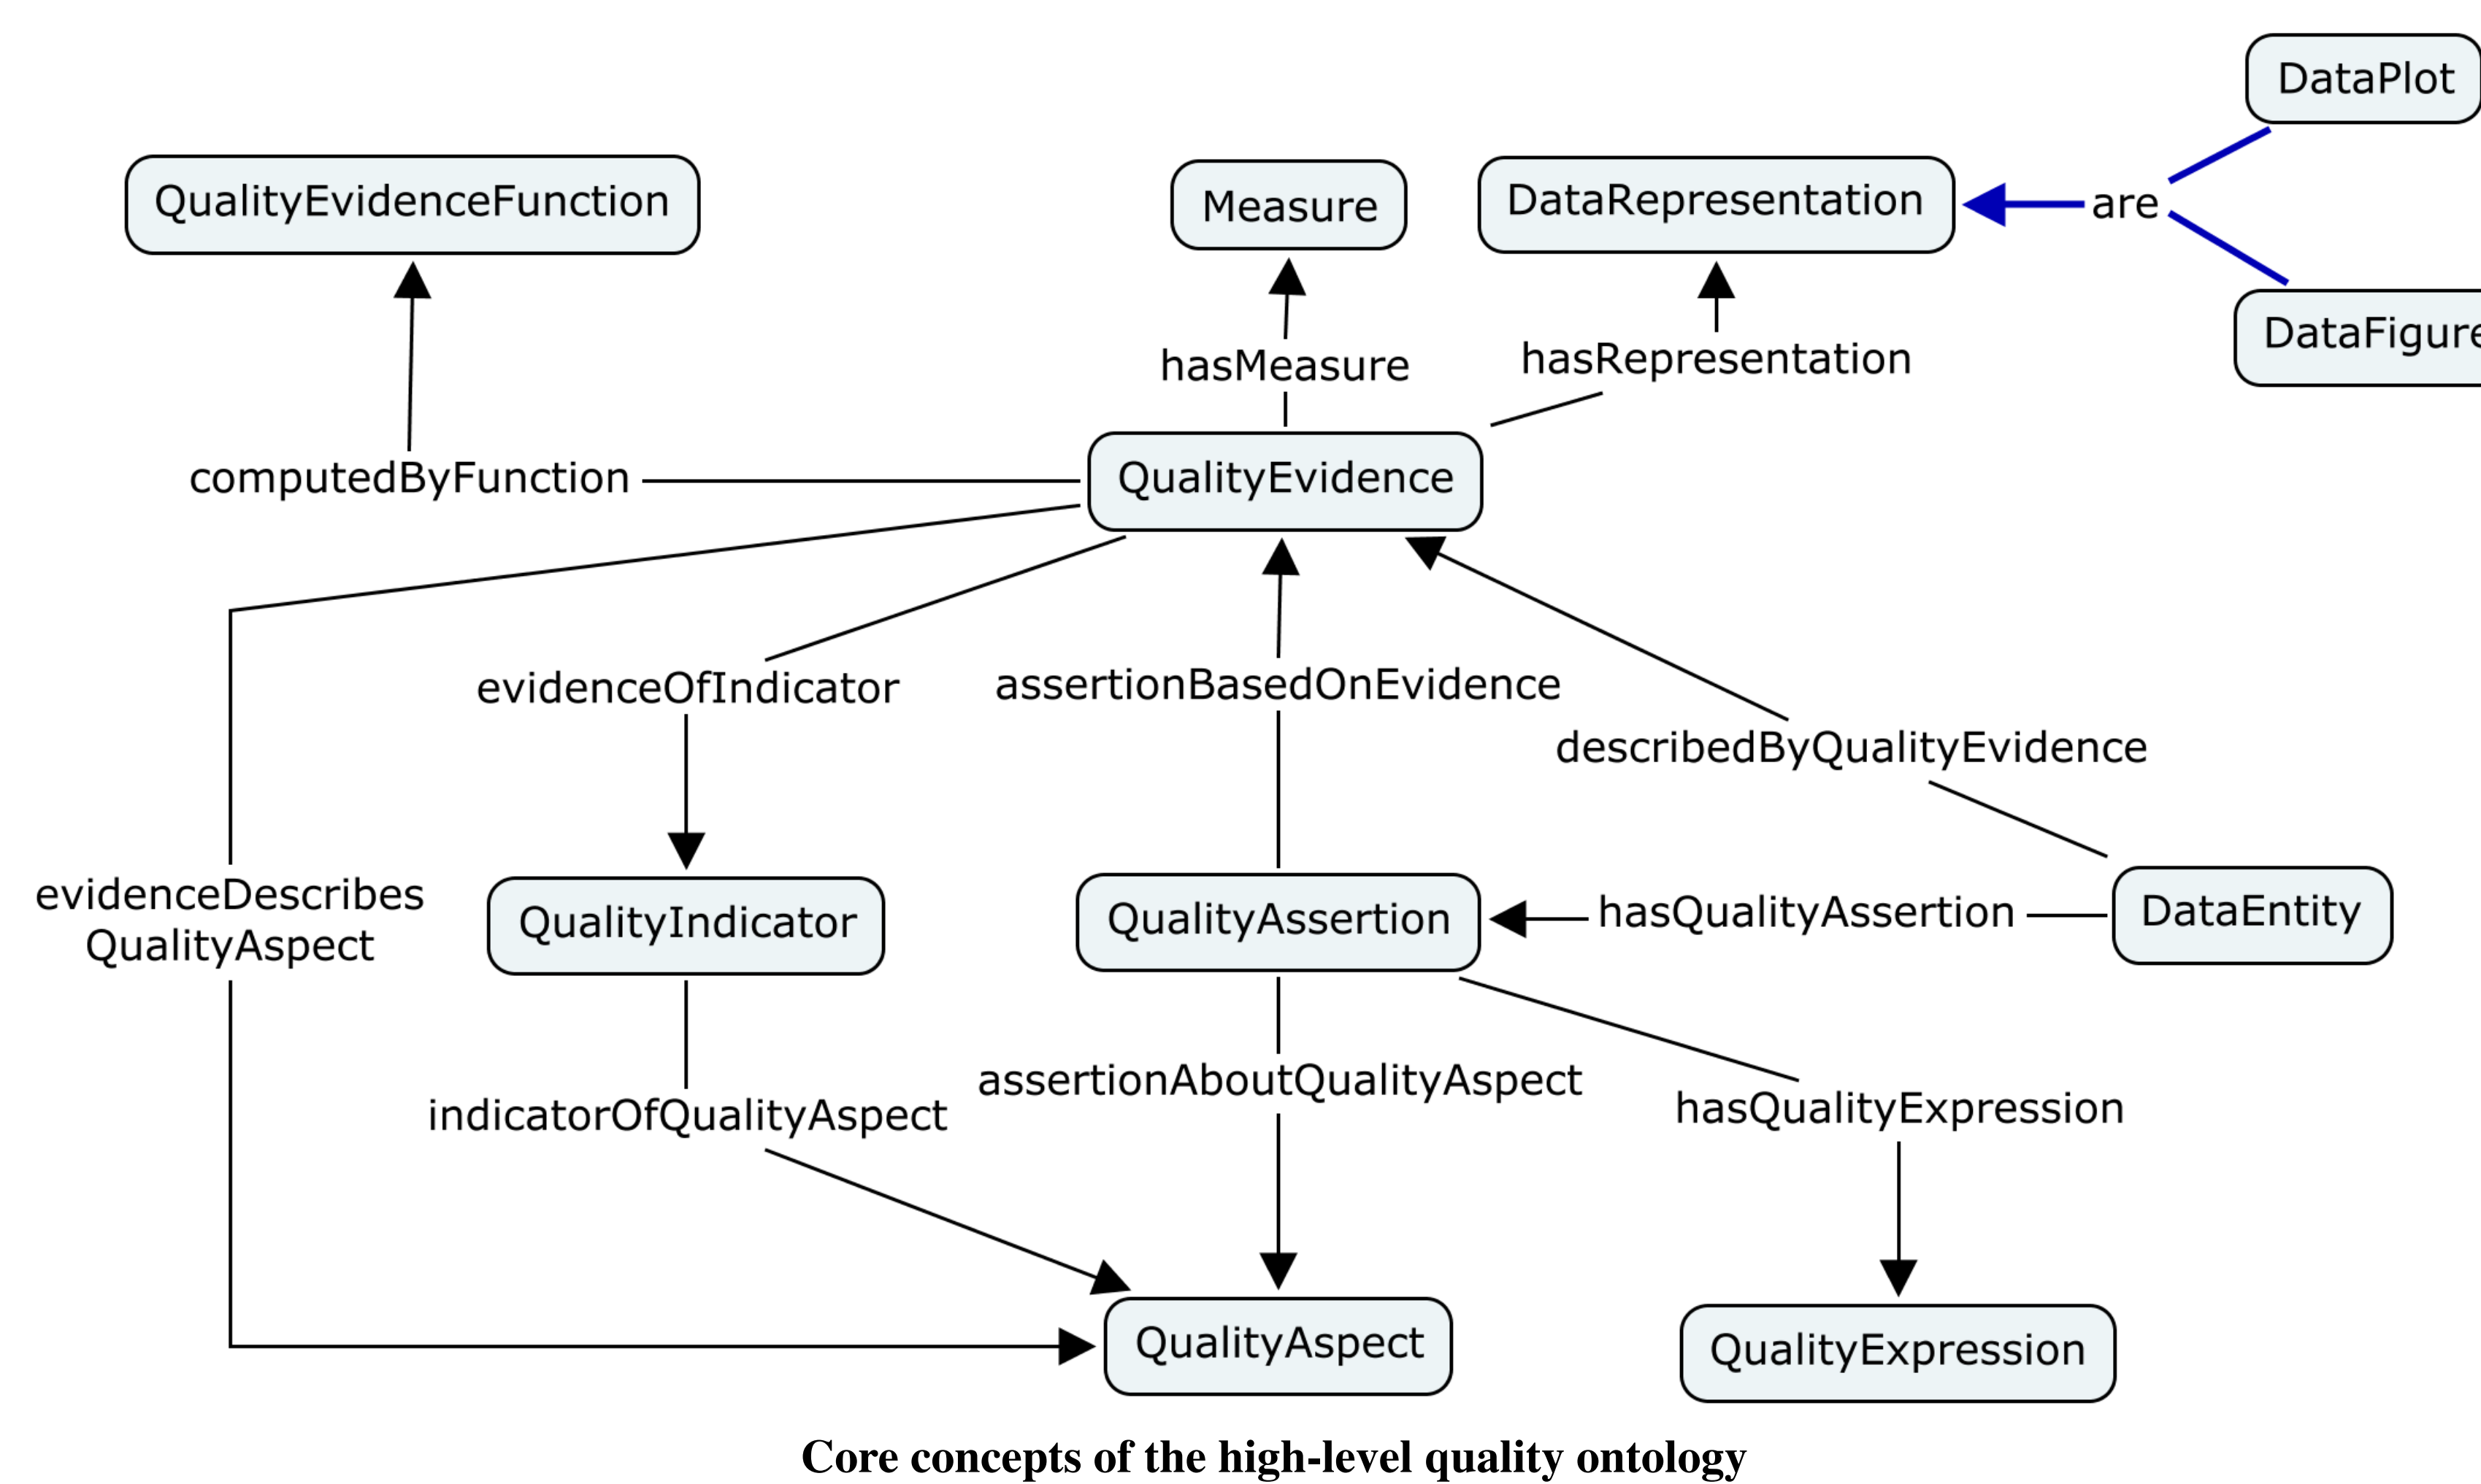 DataPlot
QualityEvidenceFunction
Measure
DataRepresentation
are
DataFigure
hasMeasure
hasRepresentation
computedByFunction
QualityEvidence
evidenceOfIndicator
assertionBasedOnEvidence
describedByQualityEvidence
evidenceDescribes
QualityAspect
QualityIndicator
QualityAssertion
hasQualityAssertion
DataEntity
indicatorOfQualityAspect
assertionAboutQualityAspect
hasQualityExpression
QualityAspect
QualityExpression
Core concepts of the high-level quality ontology